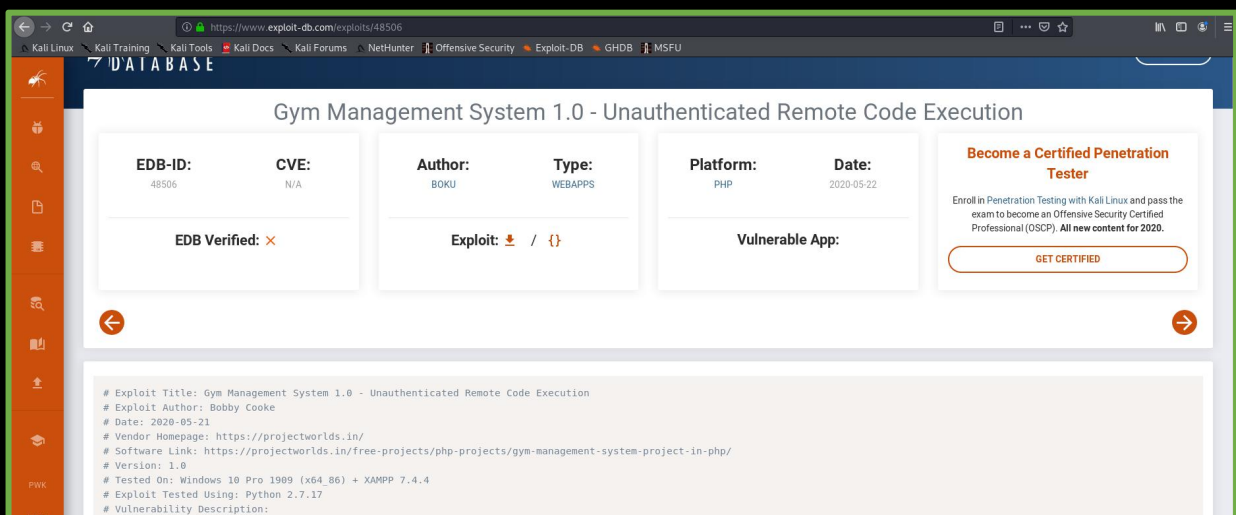 https://www.exploit-db.com/exploits/48506
Kali Linux Kali Training Kali Tools Kali Docs Kali Forums NetHunter Offensive Security Exploit-DB GHDB MSFU
DATABASE
Gym Management System 1.0 - Unauthenticated Remote Code Execution
EDB-ID:
48506
CVE:
N/A
EDB Verified: ×
Author:
BOKU
Type:
WEBAPPS
Exploit: / {}
Platform:
PHP
Date:
2020-05-22
Vulnerable App:
Become a Certified Penetration
Tester
Enroll in Penetration Testing with Kali Linux and pass the
exam to become an Offensive Security Certified
Professional (OSCP). All new content for 2020.
GET CERTIFIED
PWK
# Exploit Title: Gym Management System 1.0 - Unauthenticated Remote Code Execution
# Exploit Author: Bobby Cooke
# Date: 2020-05-21
# Vendor Homepage: https://projectworlds.in/
# Software Link: https://projectworlds.in/free-projects/php-projects/gym-management-system-project-in-php/
# Version: 1.0
# Tested On: Windows 10 Pro 1909 (x64_86) + XAMPP 7.4.4
# Exploit Tested Using: Python 2.7.17
# Vulnerability Description: